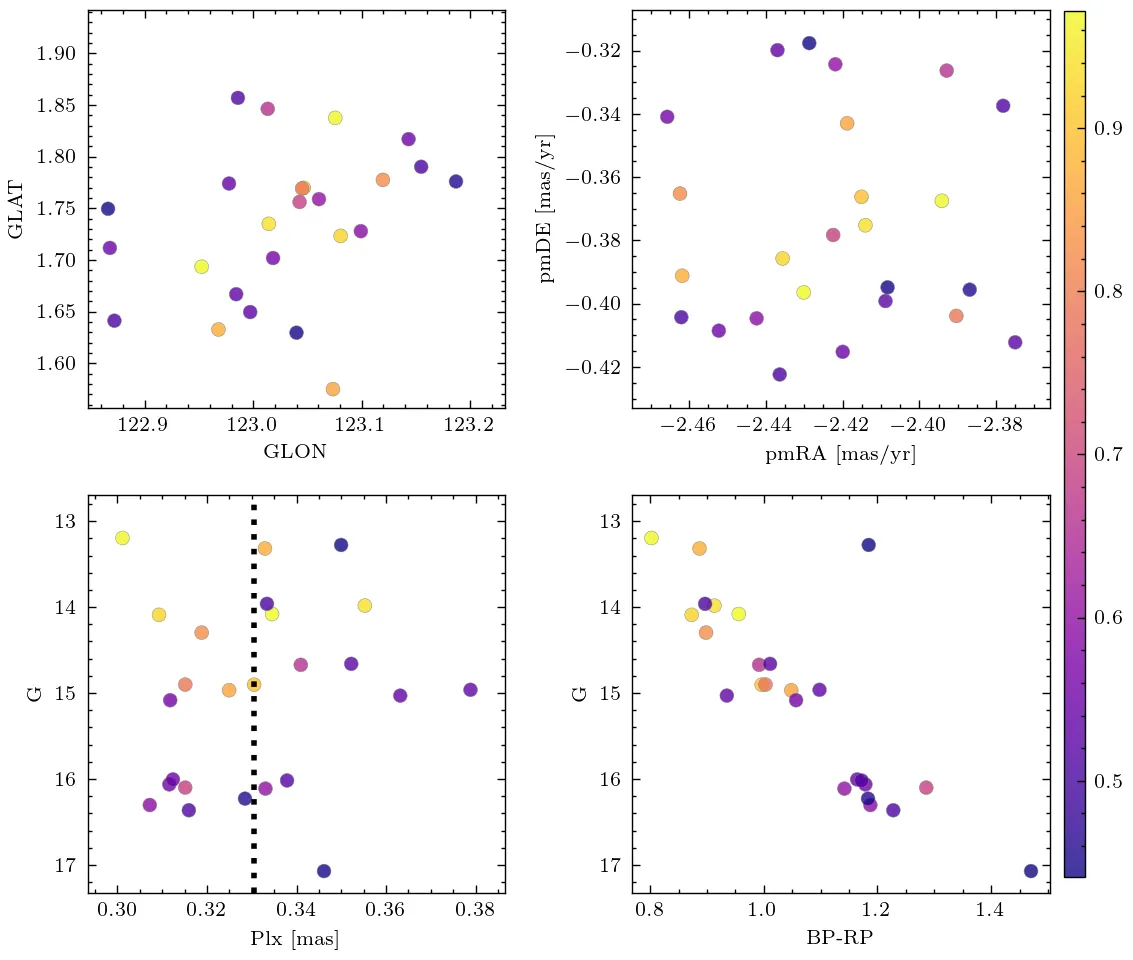 1.90
1.85
1.80
1.75
1.70
1.65
1.60
GLAT
122.9 123.0 123.1 123.2
GLON
−0.32
−0.34
−0.36
−0.38
−0.40
−0.42
pmDE [mas/yr]
−2.46 −2.44 −2.42 −2.40 −2.38
pmRA [mas/yr]
13
14
15
16
17
G
0.30 0.32 0.34 0.36 0.38
Plx [mas]
13
14
15
16
17
G
0.8 1.0 1.2 1.4
BP-RP
0.9
0.8
0.7
0.6
0.5